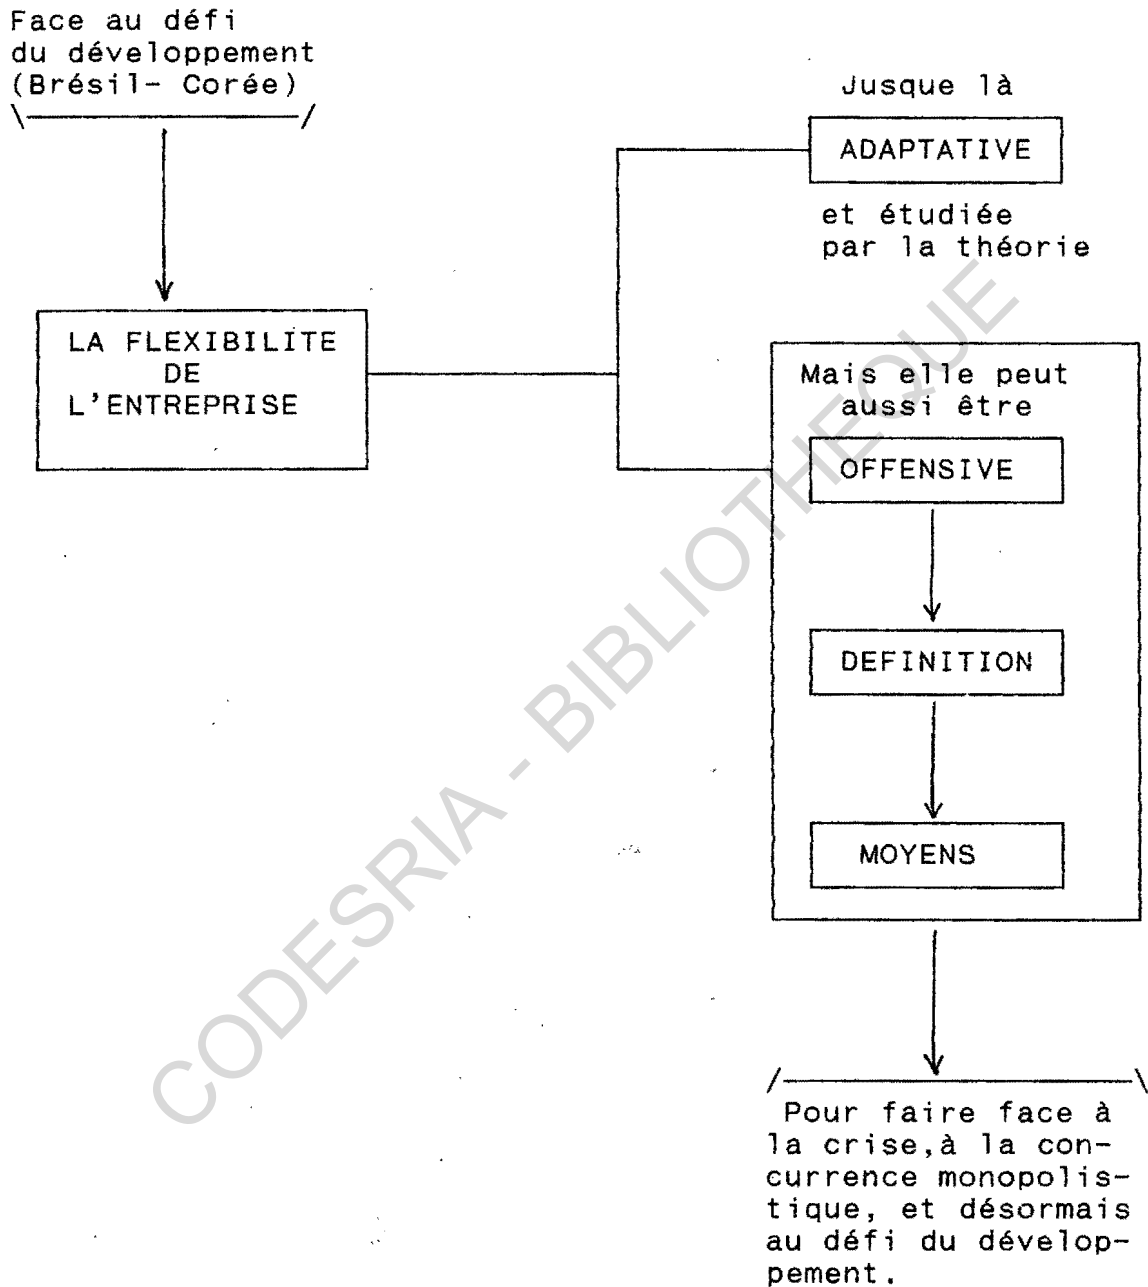 Face au défi
du développement
(Brésil- Corée)
Jusque là
ADAPTATIVE
et étudiée
par la théorie
LA FLEXIBILITE
DE
L'ENTREPRISE
Mais elle peut
aussi être
OFFENSIVE
DEFINITION
MOYENS
Pour faire face à
la crise,à la con-
currence monopolis-
tique, et désormais
au défi du dévelop-
pement.
CODESRIA - BIBLIOTHEQUE